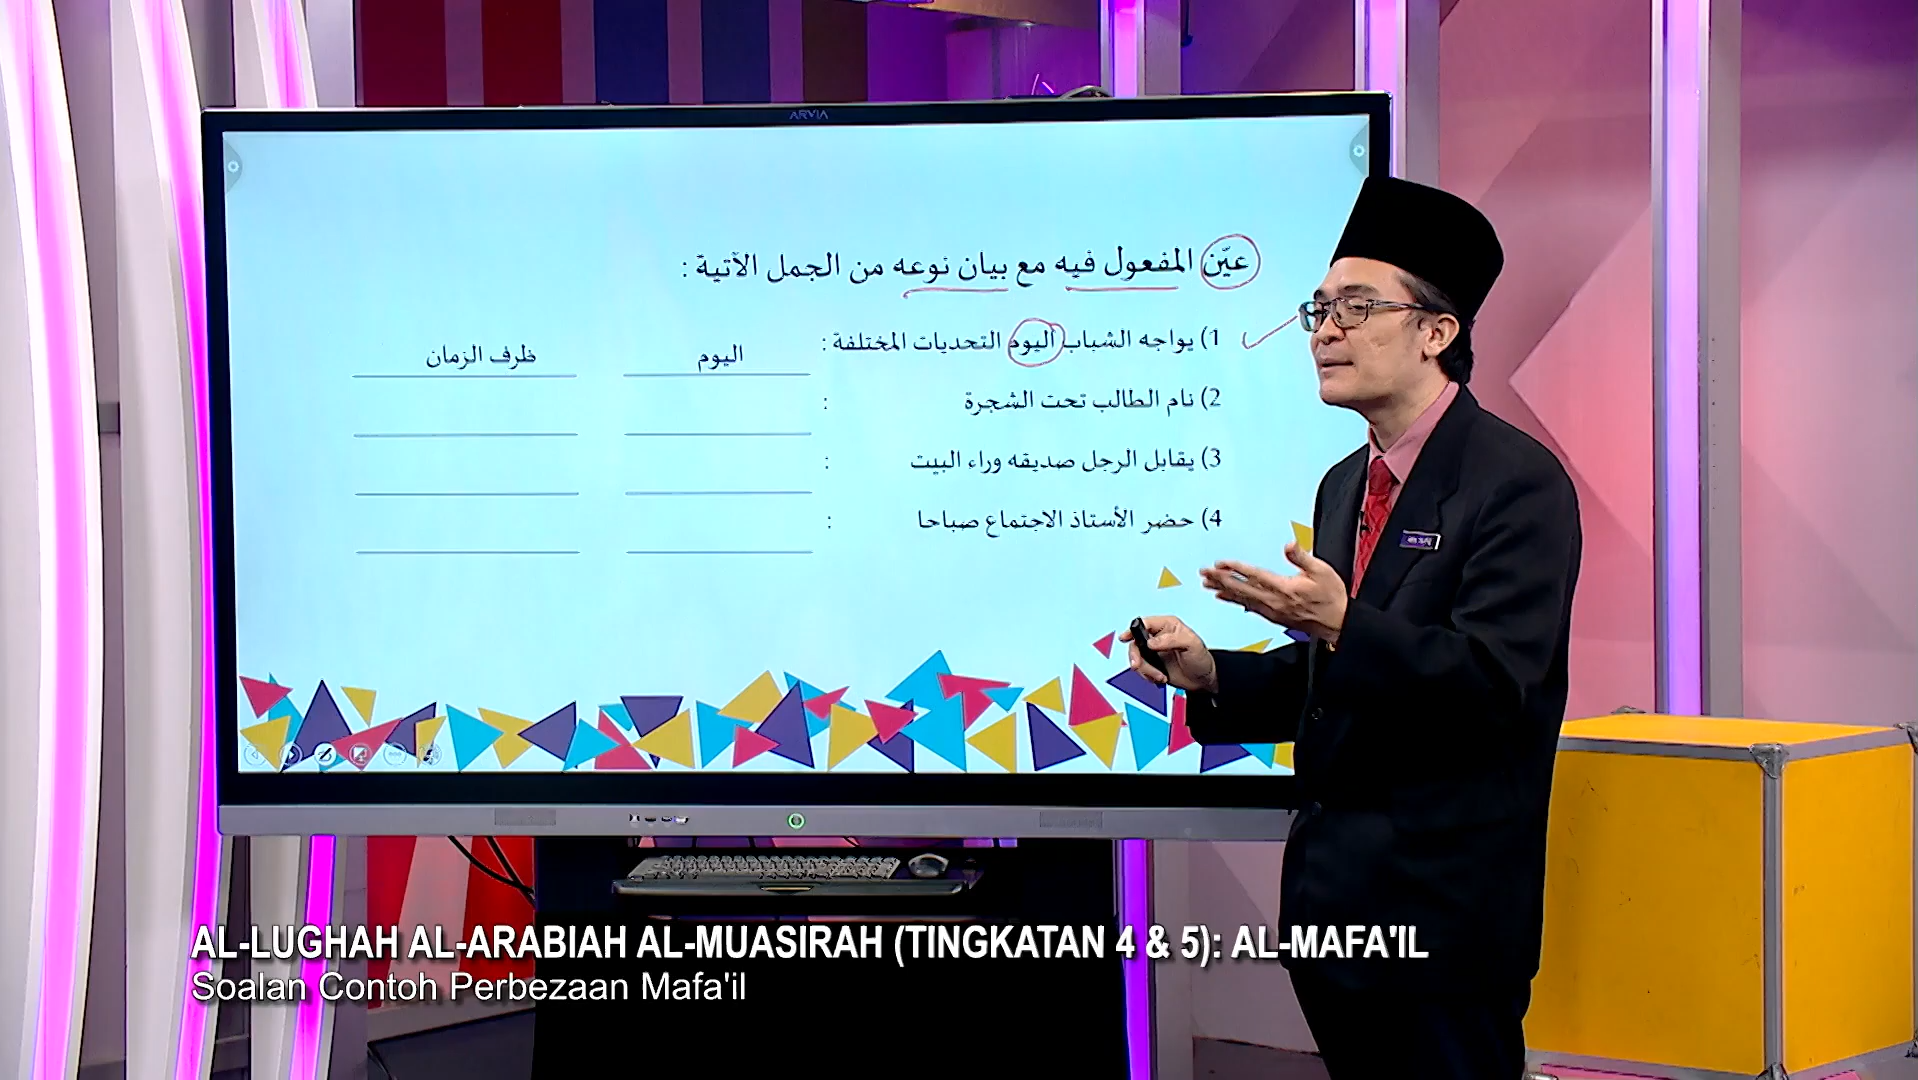 ARVIA
عيّن المفعول فيه مع بيان نوعه من الجمل الآتية :
1) يواجه الشباب اليوم التحديات المختلفة : اليوم ظرف الزمان
2) نام الطالب تحت الشجرة :
3) يقابل الرجل صديقه وراء البيت :
4) حضر الأستاذ الاجتماع صباحا :
AL-LUGHAH AL-ARABIAH AL-MUASIRAH (TINGKATAN 4 & 5): AL-MAFA'IL
Soalan Contoh Perbezaan Mafa'il